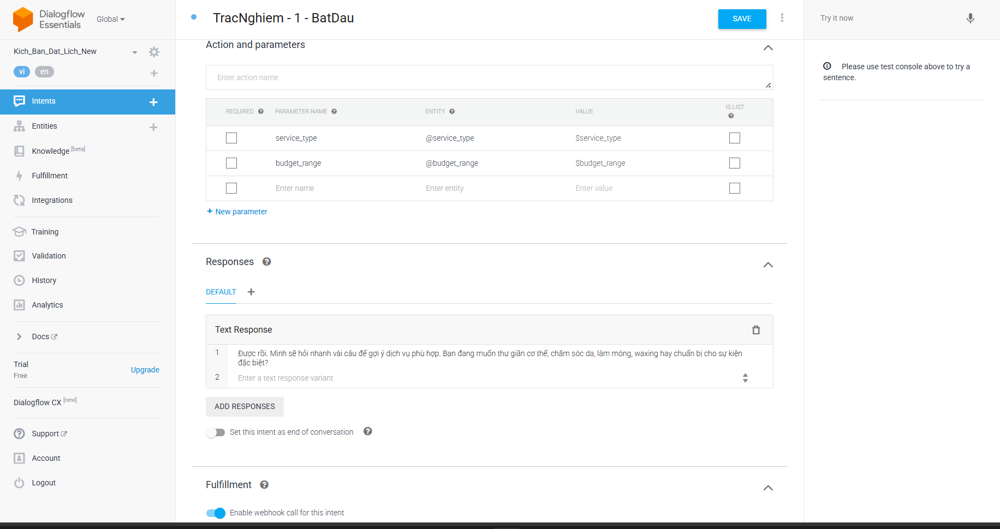 Dialogflow
Essentials
Global
Kich_Ban_Dat_Lich_New
vi
en
Intents
Entities
Knowledge [beta]
Fulfillment
Integrations
Training
Validation
History
Analytics
Docs
Trial
Free
Upgrade
Dialogflow CX [new]
Support
Account
Logout
TracNghiem - 1 - BatDau
SAVE
Action and parameters
Enter action name
REQUIRED PARAMETER NAME ENTITY VALUE IS LIST
service_type @service_type $service_type
budget_range @budget_range $budget_range
Enter name Enter entity Enter value
+ New parameter
Responses
DEFAULT
Text Response
1 Được rồi. Mình sẽ hỏi nhanh vài câu để gợi ý dịch vụ phù hợp. Bạn đang muốn thư giãn cơ thể, chăm sóc da, làm móng, waxing hay chuẩn bị cho sự kiện
đặc biệt?
2 Enter a text response variant
ADD RESPONSES
Set this intent as end of conversation
Fulfillment
Enable webhook call for this intent
Try it now
Please use test console above to try a
sentence.